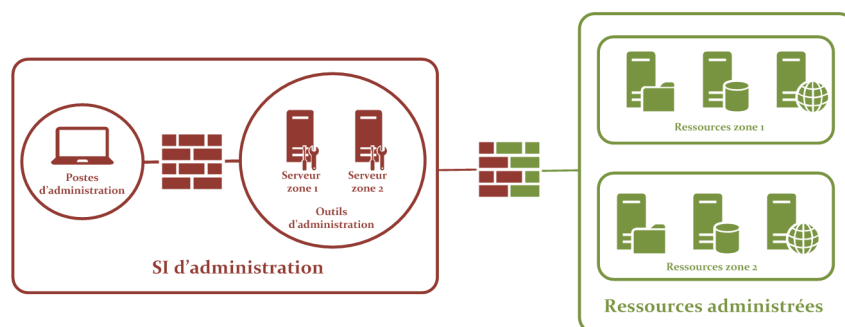 Postes
d'administration
Serveur
zone 1
Serveur
zone 2
Outils
d'administration
SI d'administration
Ressources zone 1
Ressources zone 2
Ressources administrées